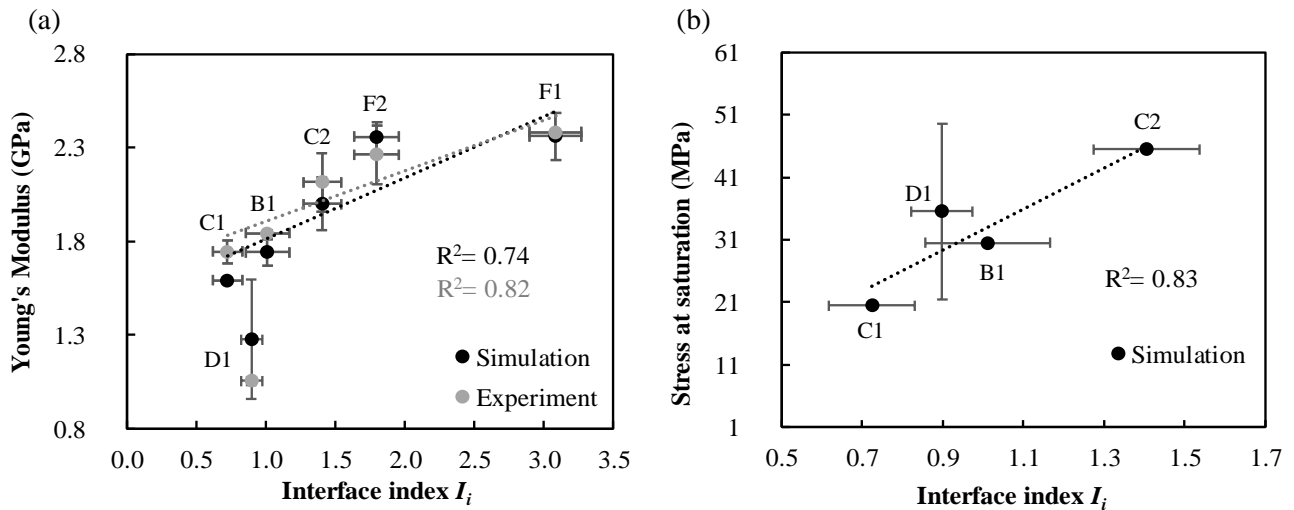 (a)
Young's Modulus (GPa)
2.8
2.3
1.8
1.3
0.8
C1
B1
D1
C2
F2
F1
R²= 0.74
R²= 0.82
Simulation
Experiment
0.0 0.5 1.0 1.5 2.0 2.5 3.0 3.5
Interface index Iᵢ
(b)
Stress at saturation (MPa)
61
51
41
31
21
11
1
C2
D1
B1
C1
R²= 0.83
Simulation
0.5 0.7 0.9 1.1 1.3 1.5 1.7
Interface index Iᵢ